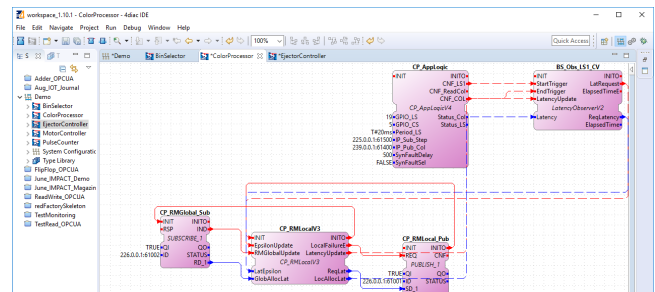 workspace_1.10.1 - ColorProcessor - 4diac IDE
File Edit Navigate Project Run Debug Window Help
100%
Quick Access
*Demo
BinSelector
*ColorProcessor
*EjectorController
Adder_OPCUA
Aug_IOT_Journal
Demo
BinSelector
ColorProcessor
EjectorController
MotorController
PulseCounter
System Configuratic
Type Library
FlipFlop_OPCUA
June_IMPACT_Demo
June_IMPACT_Magazin
ReadWrite_OPCUA
redFactorySkeleton
TestMonitoring
TestRead_OPCUA
CP_AppLogic
INIT INITO
CNF_LS1
CNF_ReadCol
CNF_COL
CP_AppLogicV4
19 GPIO_LS Status_Col
5 GPIO_CS Status_LS
T#20ms Period_LS
225.0.0.1:61500 IP_Sub_Step
239.0.0.1:61400 IP_Pub_Col
500 SynFaultDelay
FALSE SynFaultSel
BS_Obs_LS1_CV
INIT INITO
StartTrigger LatRequest
EndTrigger ElapsedTimeE
LatencyUpdate
LatencyObserverV2
Latency ReqLatency
ElapsedTime
CP_RMGlobal_Sub
INIT INITO
RSP IND
SUBSCRIBE_1
TRUE QI QO
226.0.0.1:61002 ID STATUS
RD_1
CP_RMLocalV3
INIT INITO
EpsilonUpdate LocalFailure
RMGlobalUpdate LatencyUpdate
CP_RMLocalV3
LatEpsilon ReqLat
GlobAllocLat LocAllocLat
CP_RMLocal_Pub
INIT INITO
REQ CNF
PUBLISH_1
TRUE QI QO
226.0.0.1:61001 ID STATUS
SD_1